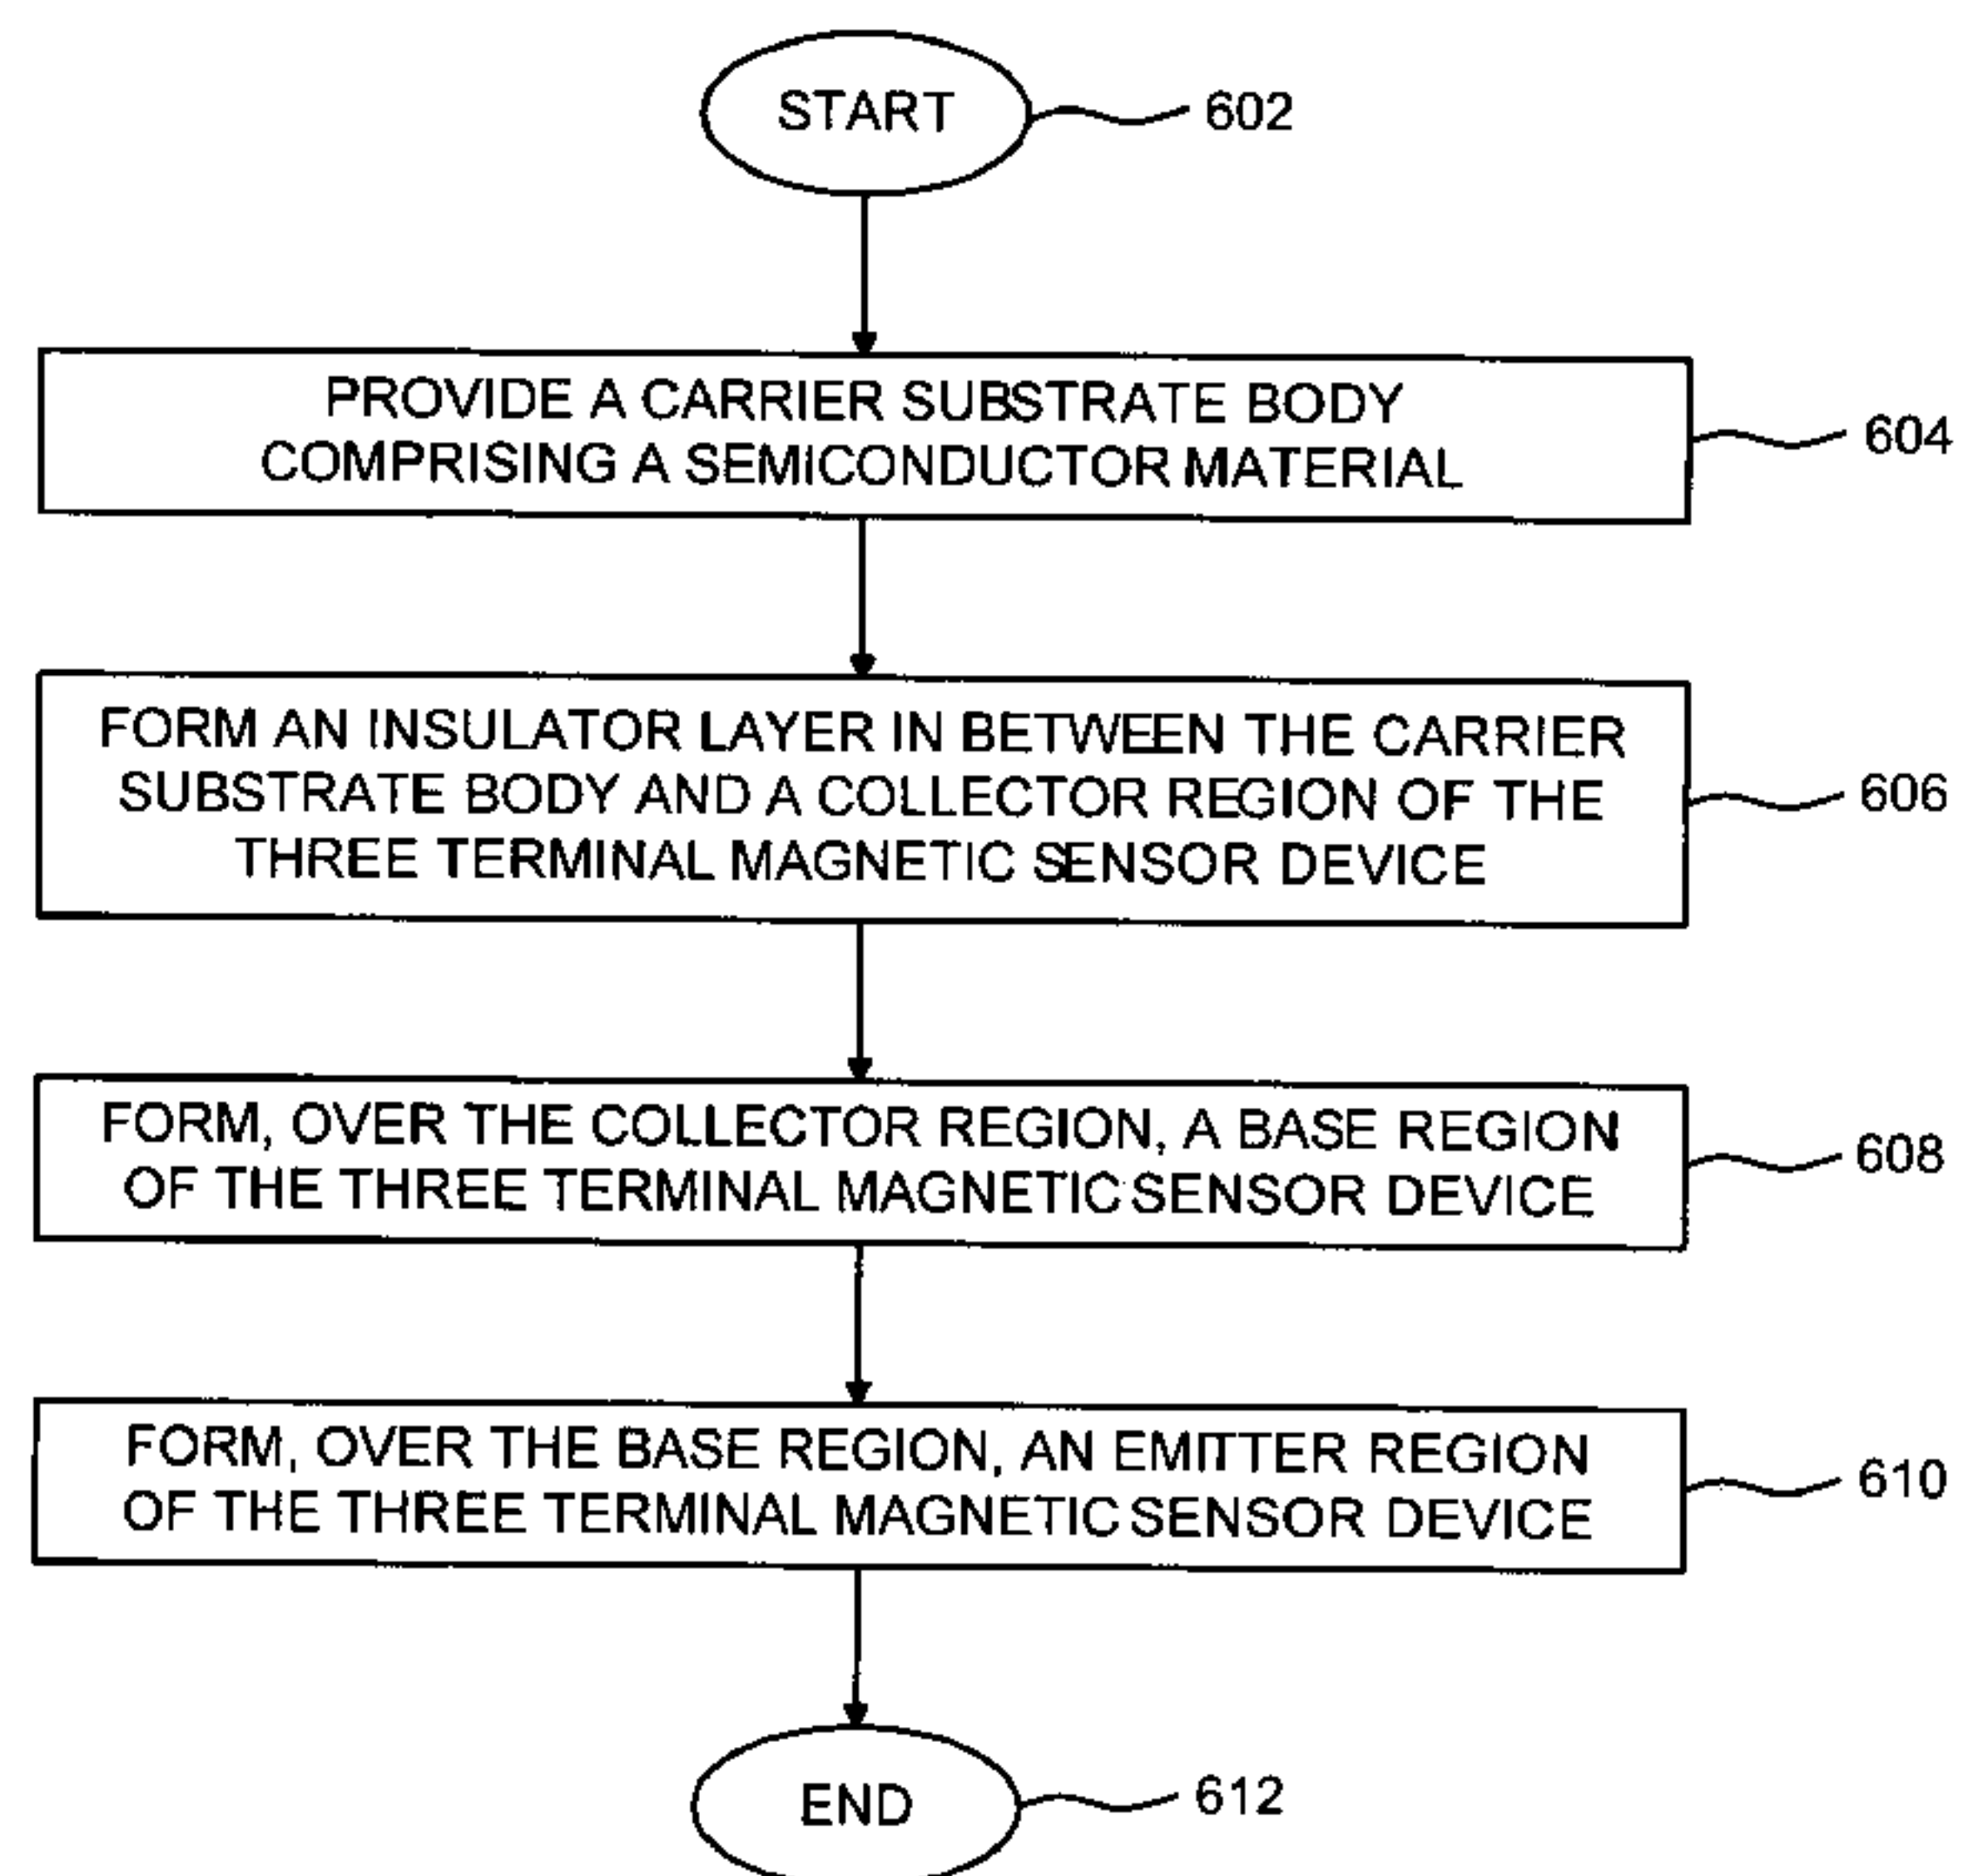 START
602
PROVIDE A CARRIER SUBSTRATE BODY
COMPRISING A SEMICONDUCTOR MATERIAL
604
FORM AN INSULATOR LAYER IN BETWEEN THE CARRIER
SUBSTRATE BODY AND A COLLECTOR REGION OF THE
THREE TERMINAL MAGNETIC SENSOR DEVICE
606
FORM, OVER THE COLLECTOR REGION, A BASE REGION
OF THE THREE TERMINAL MAGNETIC SENSOR DEVICE
608
FORM, OVER THE BASE REGION, AN EMITTER REGION
OF THE THREE TERMINAL MAGNETIC SENSOR DEVICE
610
END
612